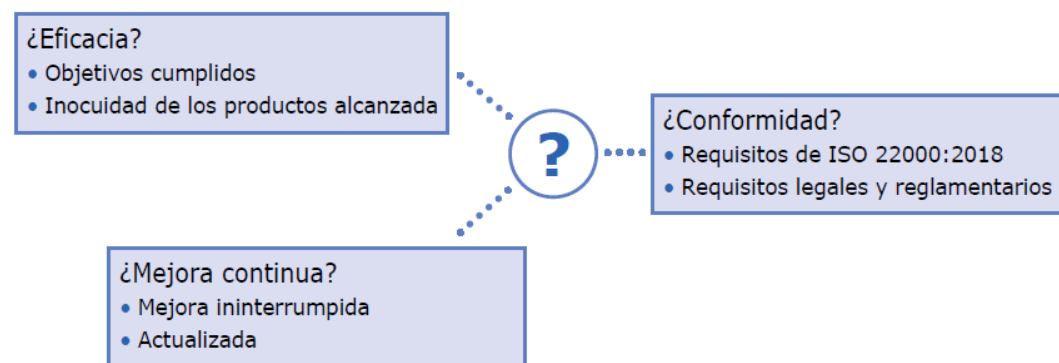 ¿Eficacia?
• Objetivos cumplidos
• Inocuidad de los productos alcanzada
?
¿Conformidad?
• Requisitos de ISO 22000:2018
• Requisitos legales y reglamentarios
¿Mejora continua?
• Mejora ininterrumpida
• Actualizada